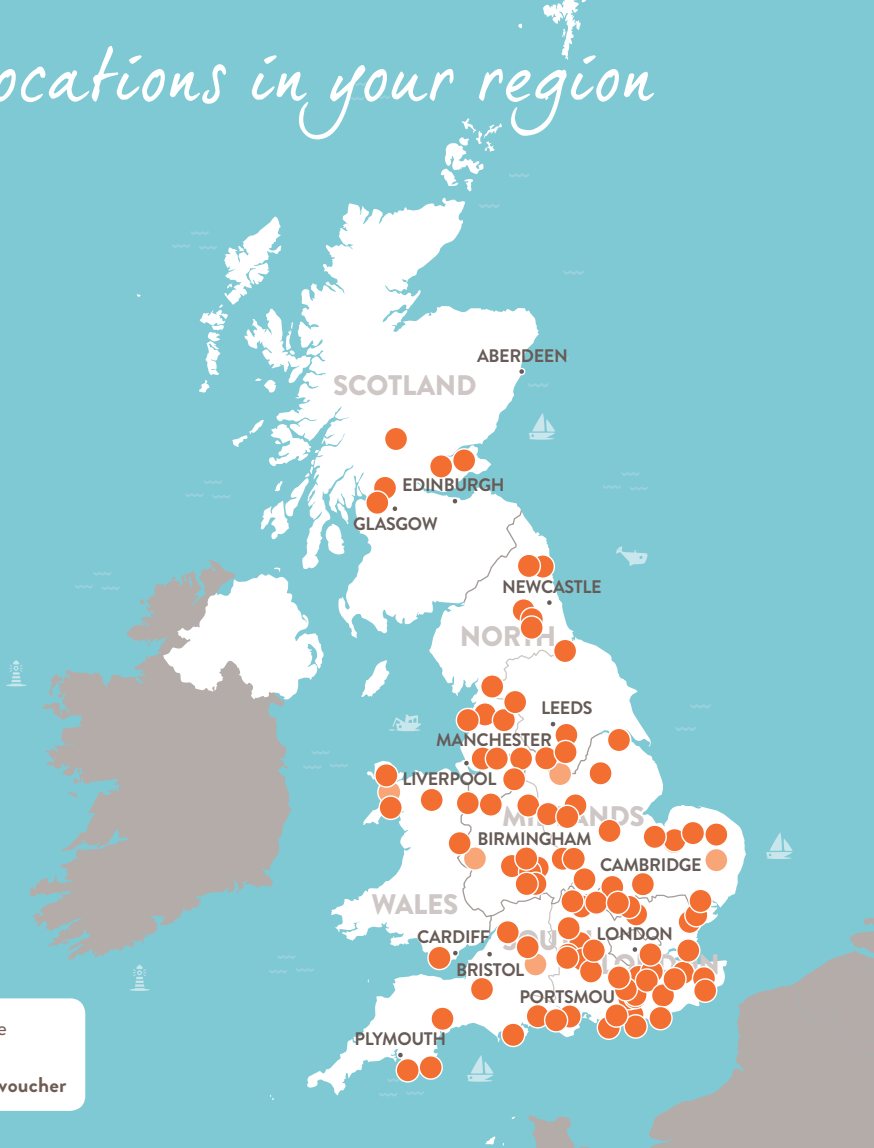 ocations in your region
ABERDEEN
SCOTLAND
EDINBURGH
GLASGOW
NEWCASTLE
NORTH
LEEDS
MANCHESTER
LIVERPOOL
BIRMINGHAM
CAMBRIDGE
WALES
CARDIFF
LONDON
BRISTOL
PORTSMOU
PLYMOUTH
e
voucher